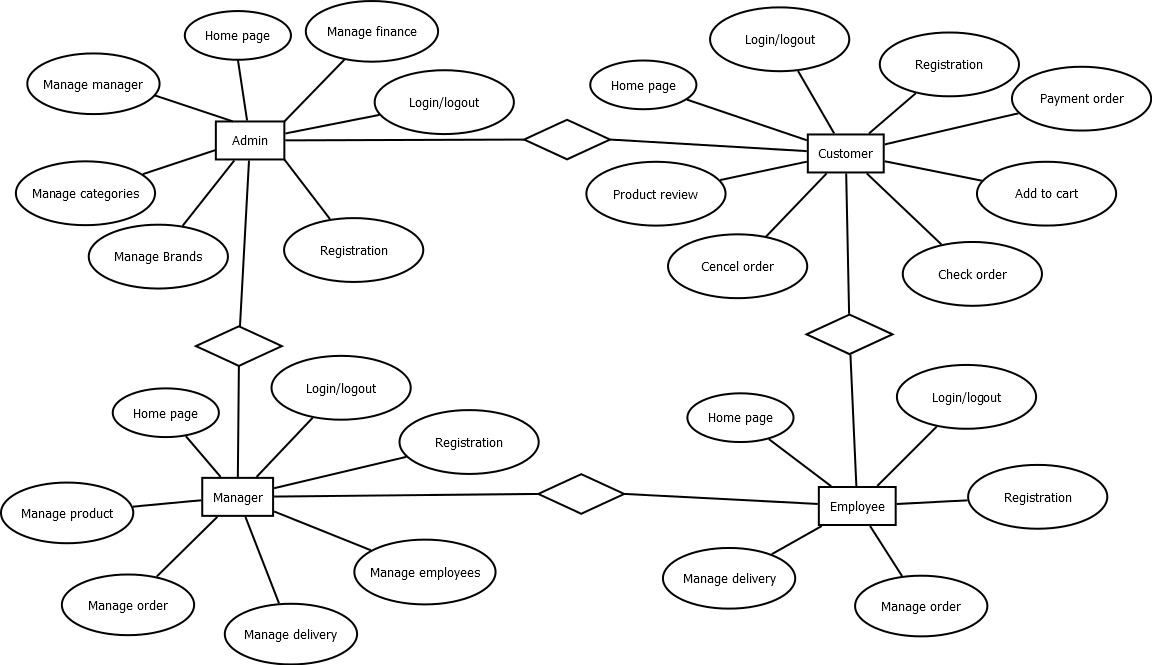 Home page
Manage finance
Manage manager
Login/logout
Admin
Manage categories
Manage Brands
Registration
Login/logout
Home page
Registration
Payment order
Customer
Product review
Add to cart
Cencel order
Check order
Home page
Login/logout
Registration
Manager
Manage product
Manage order
Manage delivery
Manage employees
Home page
Login/logout
Registration
Employee
Manage delivery
Manage order